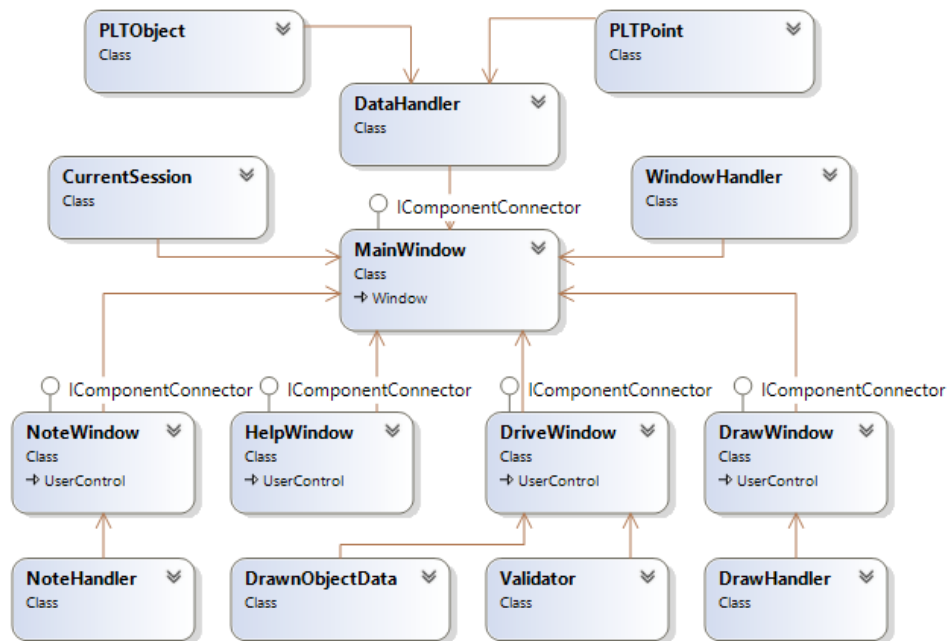 PLTObject
Class
PLTPoint
Class
DataHandler
Class
CurrentSession
Class
WindowHandler
Class
IComponentConnector
MainWindow
Class
Window
IComponentConnector
IComponentConnector
IComponentConnector
IComponentConnector
NoteWindow
Class
UserControl
HelpWindow
Class
UserControl
DriveWindow
Class
UserControl
DrawWindow
Class
UserControl
NoteHandler
Class
DrawnObjectData
Class
Validator
Class
DrawHandler
Class